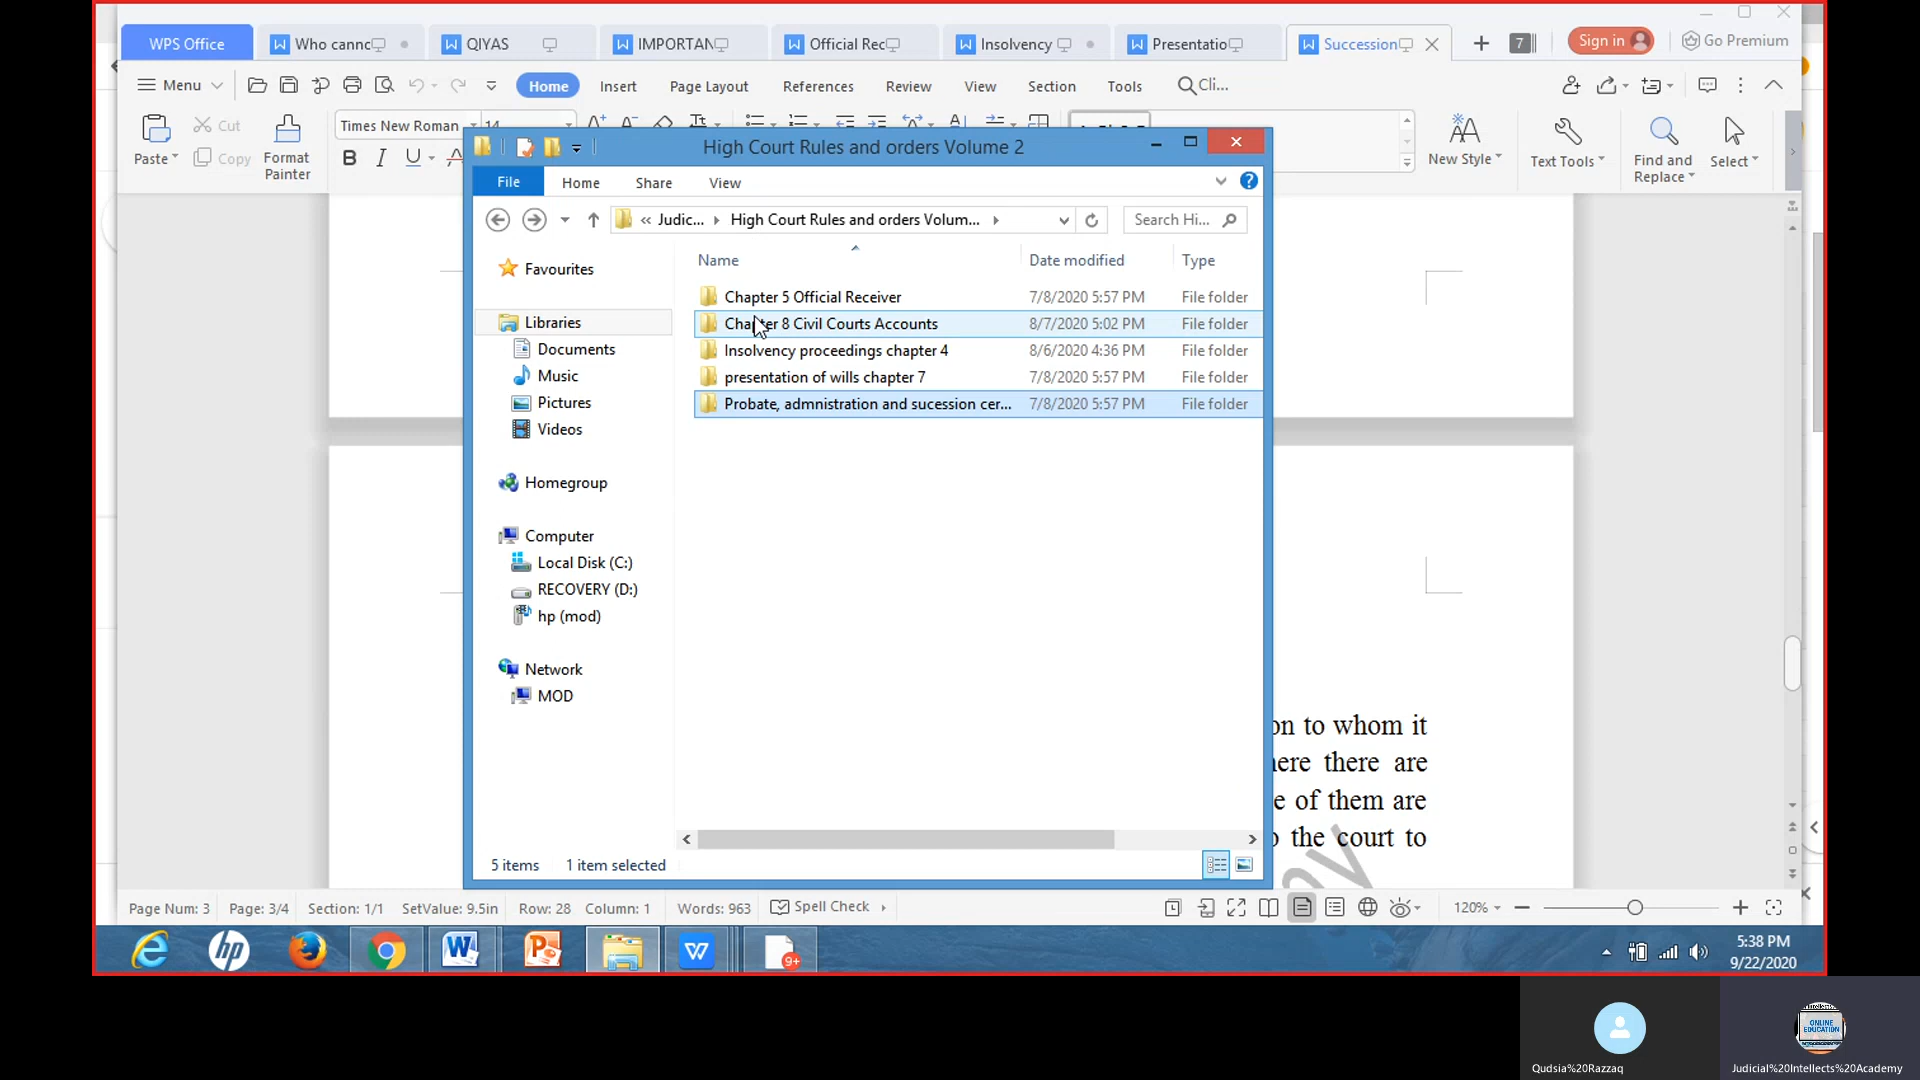 WPS Office
Who cannc
QIYAS
IMPORTAN
Official Rec
Insolvency
Presentatio
Succession
7
Sign in
Go Premium
Menu
Home
Insert
Page Layout
References
Review
View
Section
Tools
Cli...
Paste
Cut
Copy
Format
Painter
Times New Roman
14
New Style
Text Tools
Find and
Replace
Select
High Court Rules and orders Volume 2
File
Home
Share
View
« Judic...
High Court Rules and orders Volum...
Search Hi...
Name
Date modified
Type
Favourites
Libraries
Documents
Music
Pictures
Videos
Homegroup
Computer
Local Disk (C:)
RECOVERY (D:)
hp (mod)
Network
MOD
Chapter 5 Official Receiver 7/8/2020 5:57 PM File folder
Chapter 8 Civil Courts Accounts 8/7/2020 5:02 PM File folder
Insolvency proceedings chapter 4 8/6/2020 4:36 PM File folder
presentation of wills chapter 7 7/8/2020 5:57 PM File folder
Probate, admnistration and sucession cer... 7/8/2020 5:57 PM File folder
on to whom it
here there are
e of them are
o the court to
5 items 1 item selected
Page Num: 3 Page: 3/4 Section: 1/1 SetValue: 9.5in Row: 28 Column: 1 Words: 963 Spell Check
120%
5:38 PM
9/22/2020
9+
ONLINE
EDUCATION
Qudsia%20Razzaq
Judicial%20Intellects%20Academy